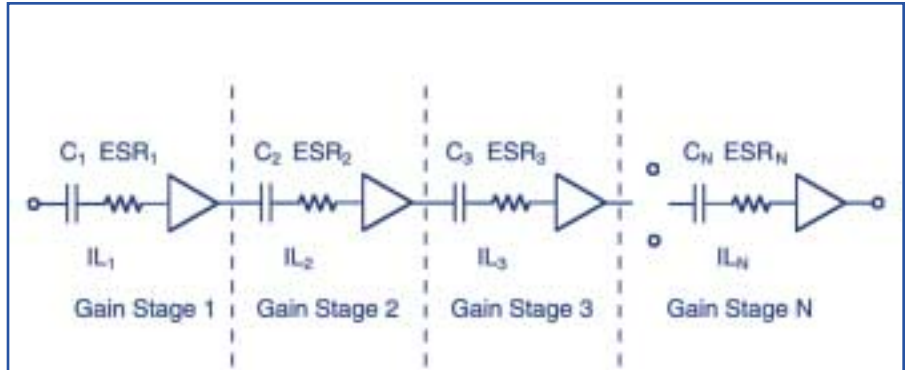 C1 ESR1 C2 ESR2 C3 ESR3 CN ESRN
IL1 IL2 IL3 ILN
Gain Stage 1 Gain Stage 2 Gain Stage 3 Gain Stage N